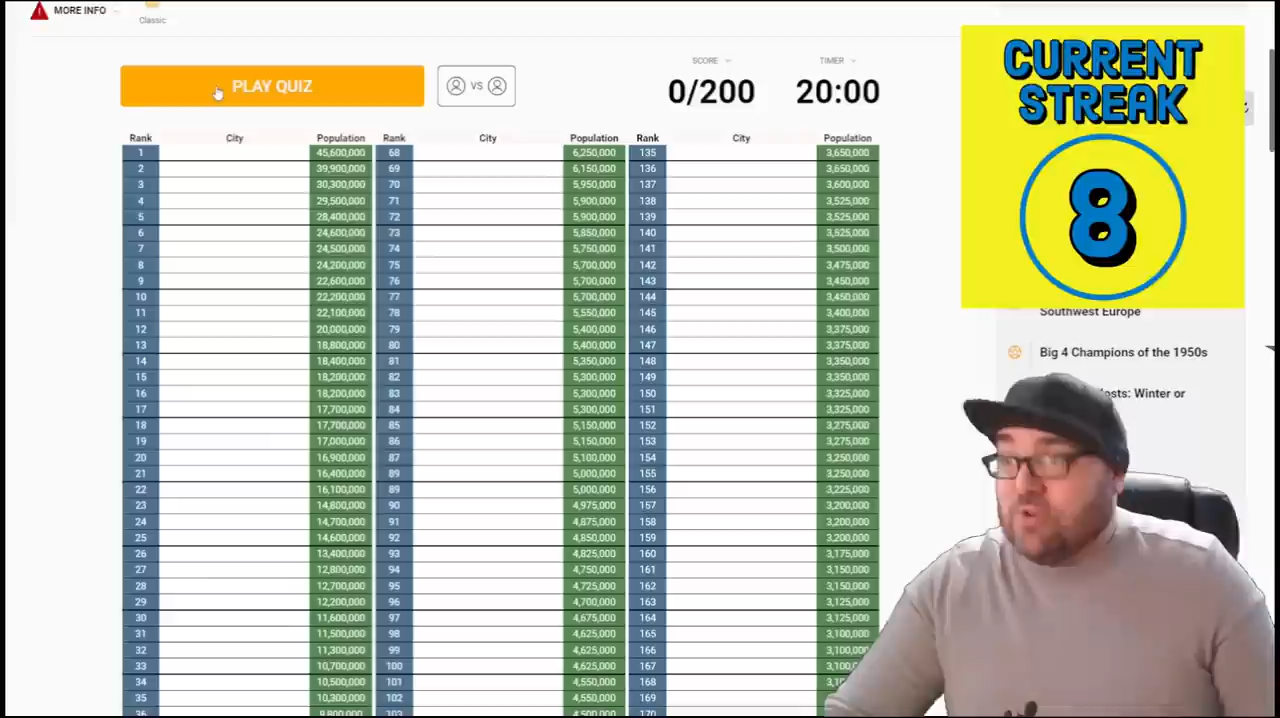 MORE INFO
Classic
PLAY QUIZ
VS
SCORE
TIMER
0/200
20:00
CURRENT
STREAK
8
Rank City Population Rank City Population Rank City Population
1 45,600,000 68 6,250,000 135 3,650,000
2 39,900,000 69 6,150,000 136 3,650,000
3 30,300,000 70 5,950,000 137 3,600,000
4 29,500,000 71 5,900,000 138 3,525,000
5 28,400,000 72 5,900,000 139 3,525,000
6 24,600,000 73 5,850,000 140 3,525,000
7 24,500,000 74 5,750,000 141 3,500,000
8 24,200,000 75 5,700,000 142 3,475,000
9 22,600,000 76 5,700,000 143 3,450,000
10 22,200,000 77 5,700,000 144 3,450,000
11 22,100,000 78 5,550,000 145 3,400,000
12 20,000,000 79 5,400,000 146 3,375,000
13 18,800,000 80 5,400,000 147 3,375,000
14 18,400,000 81 5,350,000 148 3,350,000
15 18,200,000 82 5,300,000 149 3,350,000
16 18,200,000 83 5,300,000 150 3,325,000
17 17,700,000 84 5,300,000 151 3,325,000
18 17,700,000 85 5,150,000 152 3,275,000
19 17,000,000 86 5,150,000 153 3,275,000
20 16,900,000 87 5,100,000 154 3,250,000
21 16,400,000 89 5,000,000 155 3,250,000
22 16,100,000 89 5,000,000 156 3,225,000
23 14,800,000 90 4,975,000 157 3,200,000
24 14,700,000 91 4,875,000 158 3,200,000
25 14,600,000 92 4,850,000 159 3,200,000
26 13,400,000 93 4,825,000 160 3,175,000
27 12,800,000 94 4,750,000 161 3,150,000
28 12,700,000 95 4,725,000 162 3,150,000
29 12,200,000 96 4,700,000 163 3,125,000
30 11,600,000 97 4,675,000 164 3,125,000
31 11,500,000 98 4,625,000 165 3,100,000
32 11,300,000 99 4,625,000 166 3,100,000
33 10,700,000 100 4,625,000 167 3,100,0
34 10,500,000 101 4,550,000 168 3,10
35 10,300,000 102 4,550,000 169
Southwest Europe
Big 4 Champions of the 1950s
osts: Winter or